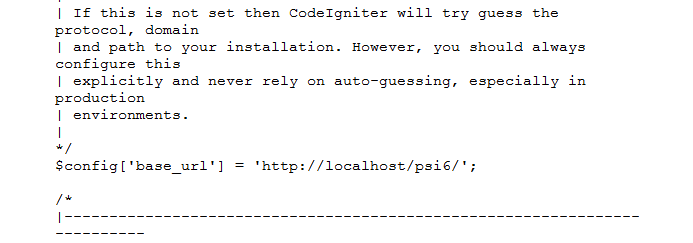 | If this is not set then CodeIgniter will try guess the
protocol, domain
| and path to your installation. However, you should always
configure this
| explicitly and never rely on auto-guessing, especially in
production
| environments.
|
*/
$config['base_url'] = 'http://localhost/psi6/';

/*
|----------------------------------------------------------------
----------